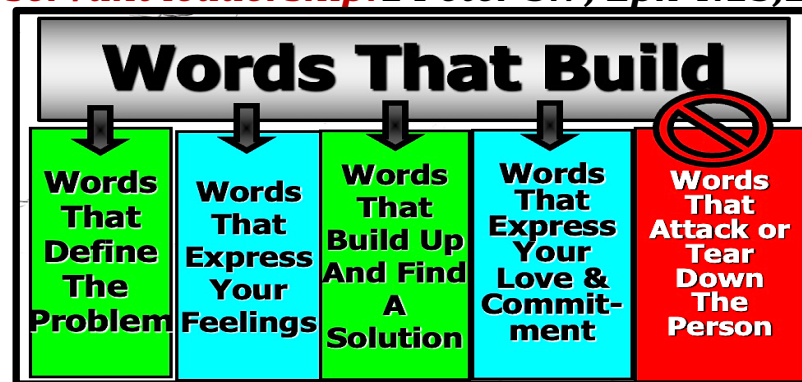 Words That Build
Words
That
Define
The
Problem
Words
That
Express
Your
Feelings
Words
That
Build Up
And Find
A
Solution
Words
That
Express
Your
Love &
Commit-
ment
Words
That
Attack or
Tear
Down
The
Person